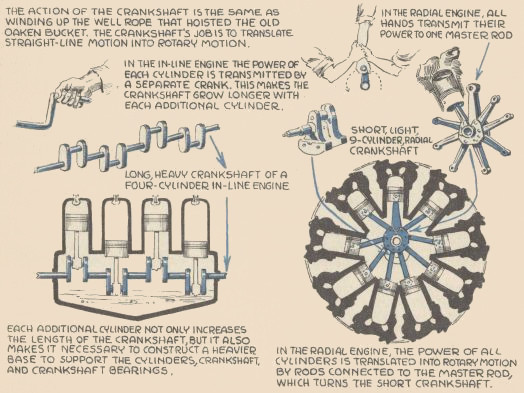 THE ACTION OF THE CRANKSHAFT IS THE SAME AS
WINDING UP THE WELL ROPE THAT HOISTED THE OLD
OAKEN BUCKET. THE CRANKSHAFT'S JOB IS TO TRANSLATE
STRAIGHT-LINE MOTION INTO ROTARY MOTION.
IN THE RADIAL ENGINE, ALL
HANDS TRANSMIT THEIR
POWER TO ONE MASTER ROD
IN THE IN-LINE ENGINE THE POWER OF
EACH CYLINDER IS TRANSMITTED BY
A SEPARATE CRANK. THIS MAKES THE
CRANKSHAFT GROW LONGER WITH
EACH ADDITIONAL CYLINDER.
SHORT, LIGHT,
9-CYLINDER, RADIAL
CRANKSHAFT
LONG, HEAVY CRANKSHAFT OF A
FOUR-CYLINDER IN-LINE ENGINE
EACH ADDITIONAL CYLINDER NOT ONLY INCREASES
THE LENGTH OF THE CRANKSHAFT, BUT IT ALSO
MAKES IT NECESSARY TO CONSTRUCT A HEAVIER
BASE TO SUPPORT THE CYLINDERS, CRANKSHAFT,
AND CRANKSHAFT BEARINGS.
IN THE RADIAL ENGINE, THE POWER OF ALL
CYLINDERS IS TRANSLATED INTO ROTARY MOTION
BY RODS CONNECTED TO THE MASTER ROD,
WHICH TURNS THE SHORT CRANKSHAFT.